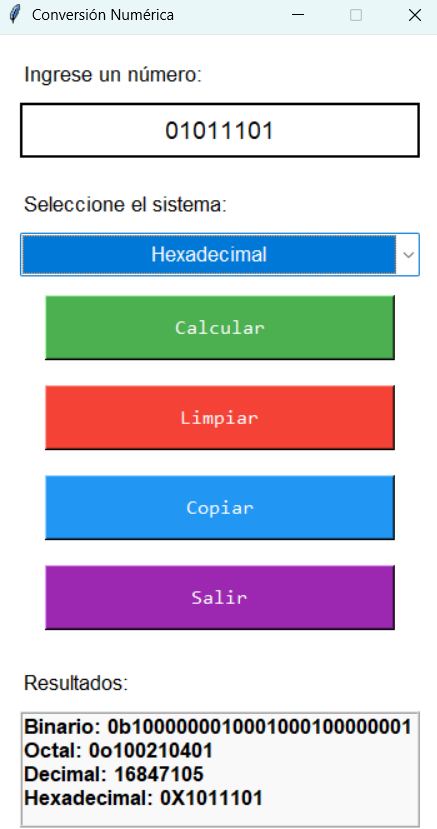 Conversión Numérica
Ingrese un número:
01011101
Seleccione el sistema:
Hexadecimal
Calcular
Limpiar
Copiar
Salir
Resultados:
Binario: 0b1000000010001000100000001
Octal: 0o100210401
Decimal: 16847105
Hexadecimal: 0X1011101